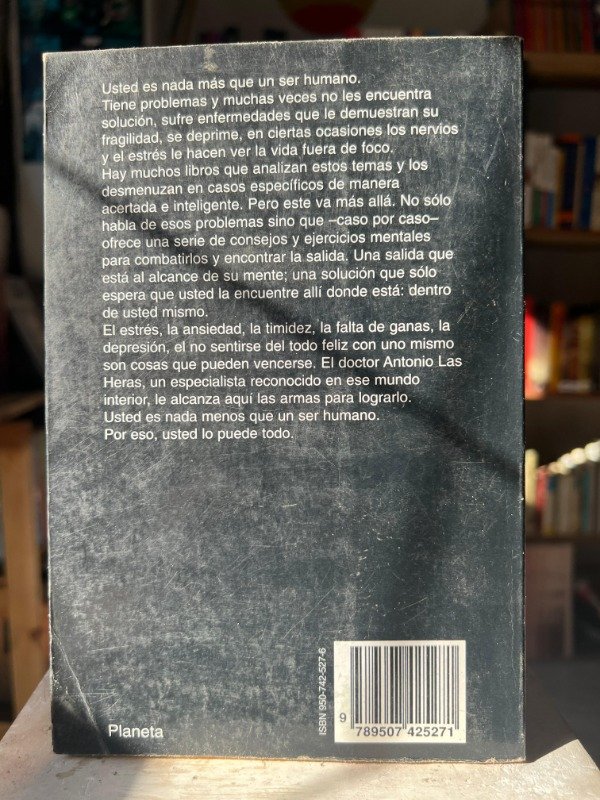 Usted es nada más que un ser humano.
Tiene problemas y muchas veces no les encuentra
solución, sufre enfermedades que le demuestran su
fragilidad, se deprime, en ciertas ocasiones los nervios
y el estrés le hacen ver la vida fuera de foco.
Hay muchos libros que analizan estos temas y los
desmenuzan en casos específicos de manera
acertada e inteligente. Pero este va más allá. No sólo
habla de esos problemas sino que –caso por caso–
ofrece una serie de consejos y ejercicios mentales
para combatirlos y encontrar la salida. Una salida que
está al alcance de su mente; una solución que sólo
espera que usted la encuentre allí donde está: dentro
de usted mismo.
El estrés, la ansiedad, la timidez, la falta de ganas, la
depresión, el no sentirse del todo feliz con uno mismo
son cosas que pueden vencerse. El doctor Antonio Las
Heras, un especialista reconocido en ese mundo
interior, le alcanza aquí las armas para lograrlo.
Usted es nada menos que un ser humano.
Por eso, usted lo puede todo.
Planeta
ISBN 950-742-527-6
9 789507 425271